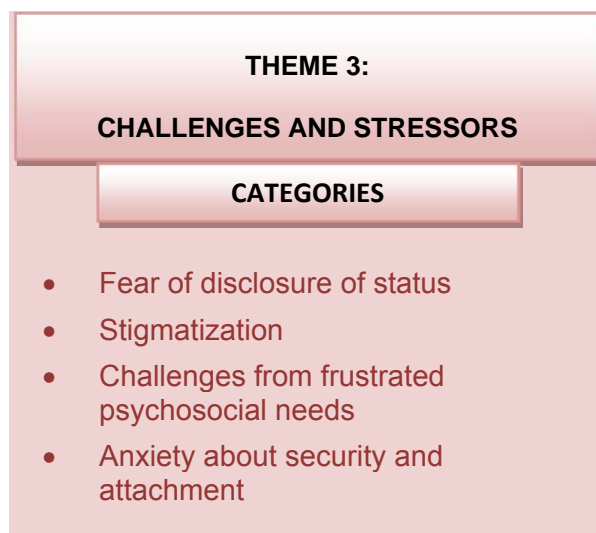 THEME 3:
CHALLENGES AND STRESSORS
CATEGORIES
• Fear of disclosure of status
• Stigmatization
• Challenges from frustrated
psychosocial needs
• Anxiety about security and
attachment